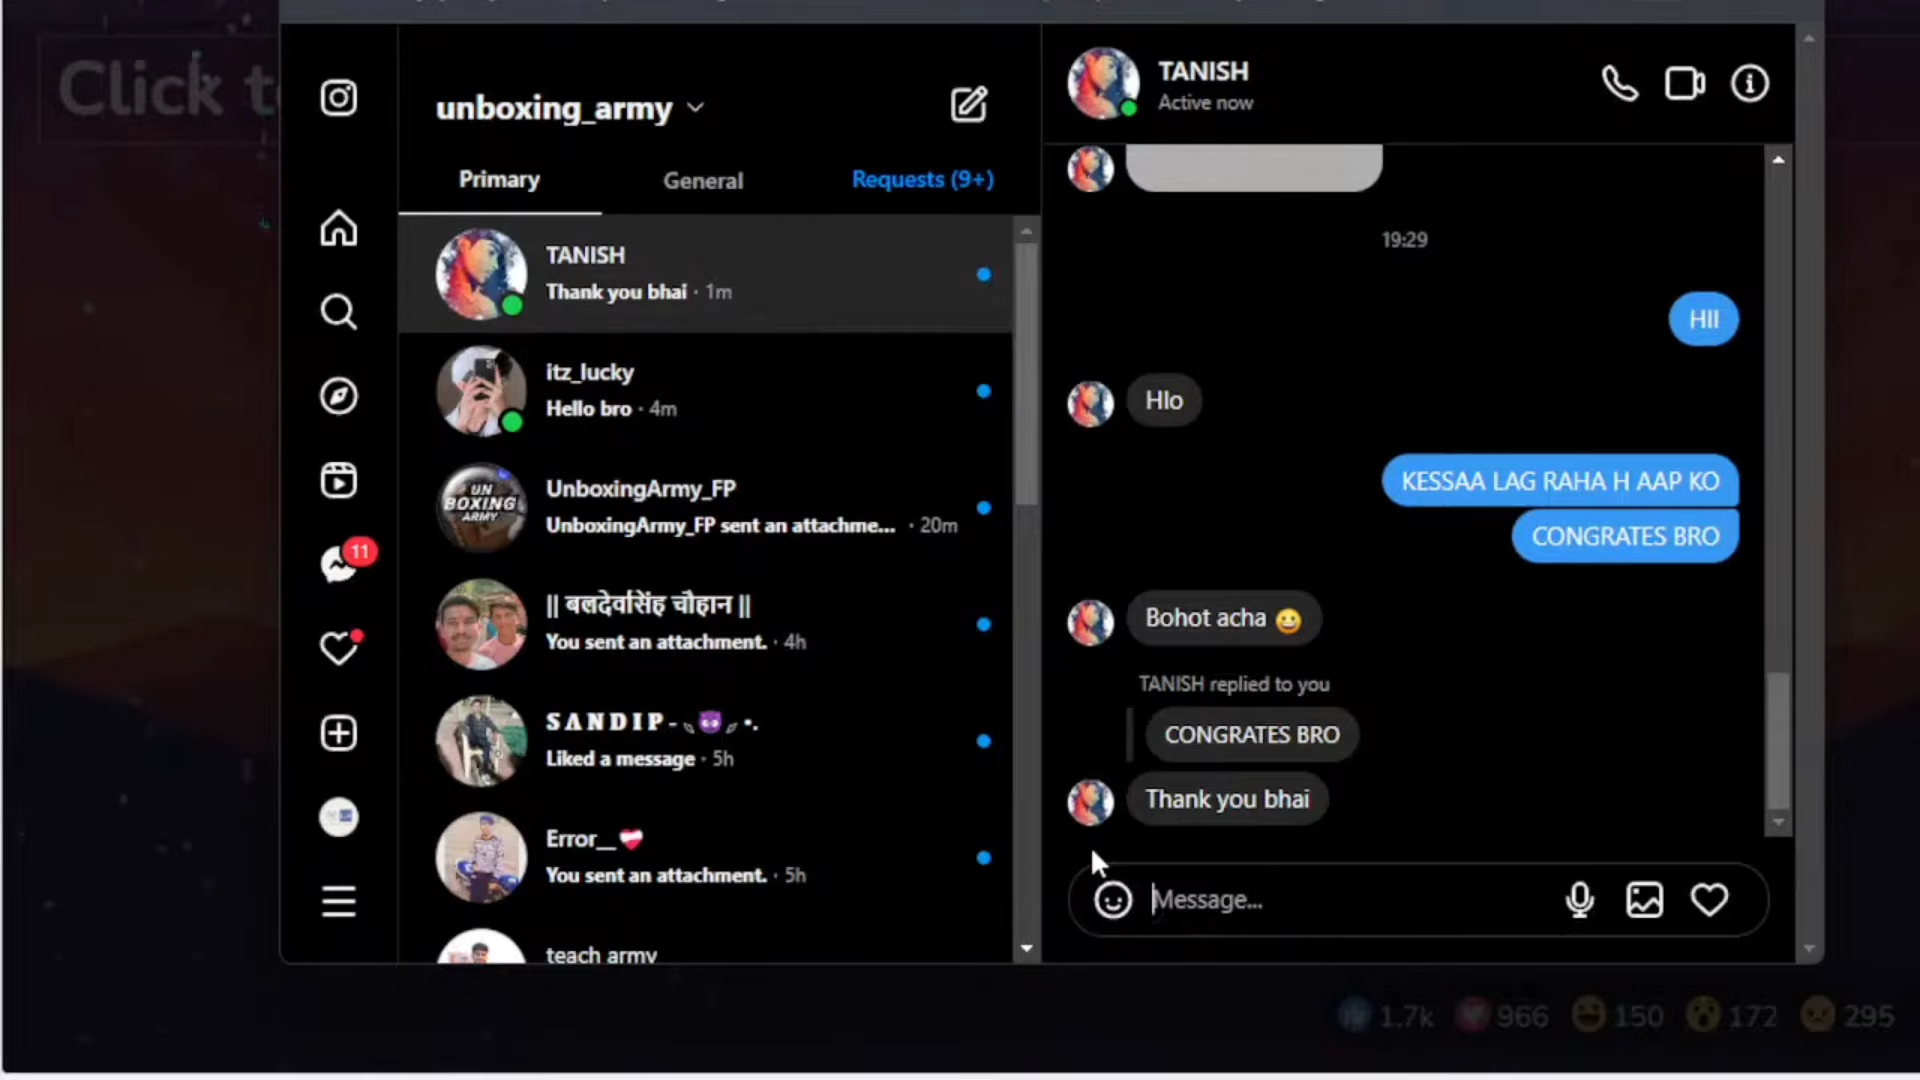 Click t
unboxing_army
Primary
General
Requests (9+)
TANISH
Thank you bhai · 1m
itz_lucky
Hello bro · 4m
UN
BOXING
ARMY
UnboxingArmy_FP
UnboxingArmy_FP sent an attachme... · 20m
|| बलदेवसिंह चौहान ||
You sent an attachment. · 4h
S A N D I P - 😈 •.
Liked a message · 5h
Error__
You sent an attachment. · 5h
teach army
11
TANISH
Active now
19:29
HII
Hlo
KESSAA LAG RAHA H AAP KO
CONGRATES BRO
Bohot acha 😀
TANISH replied to you
CONGRATES BRO
Thank you bhai
Message...
1.7k 966 150 172 295